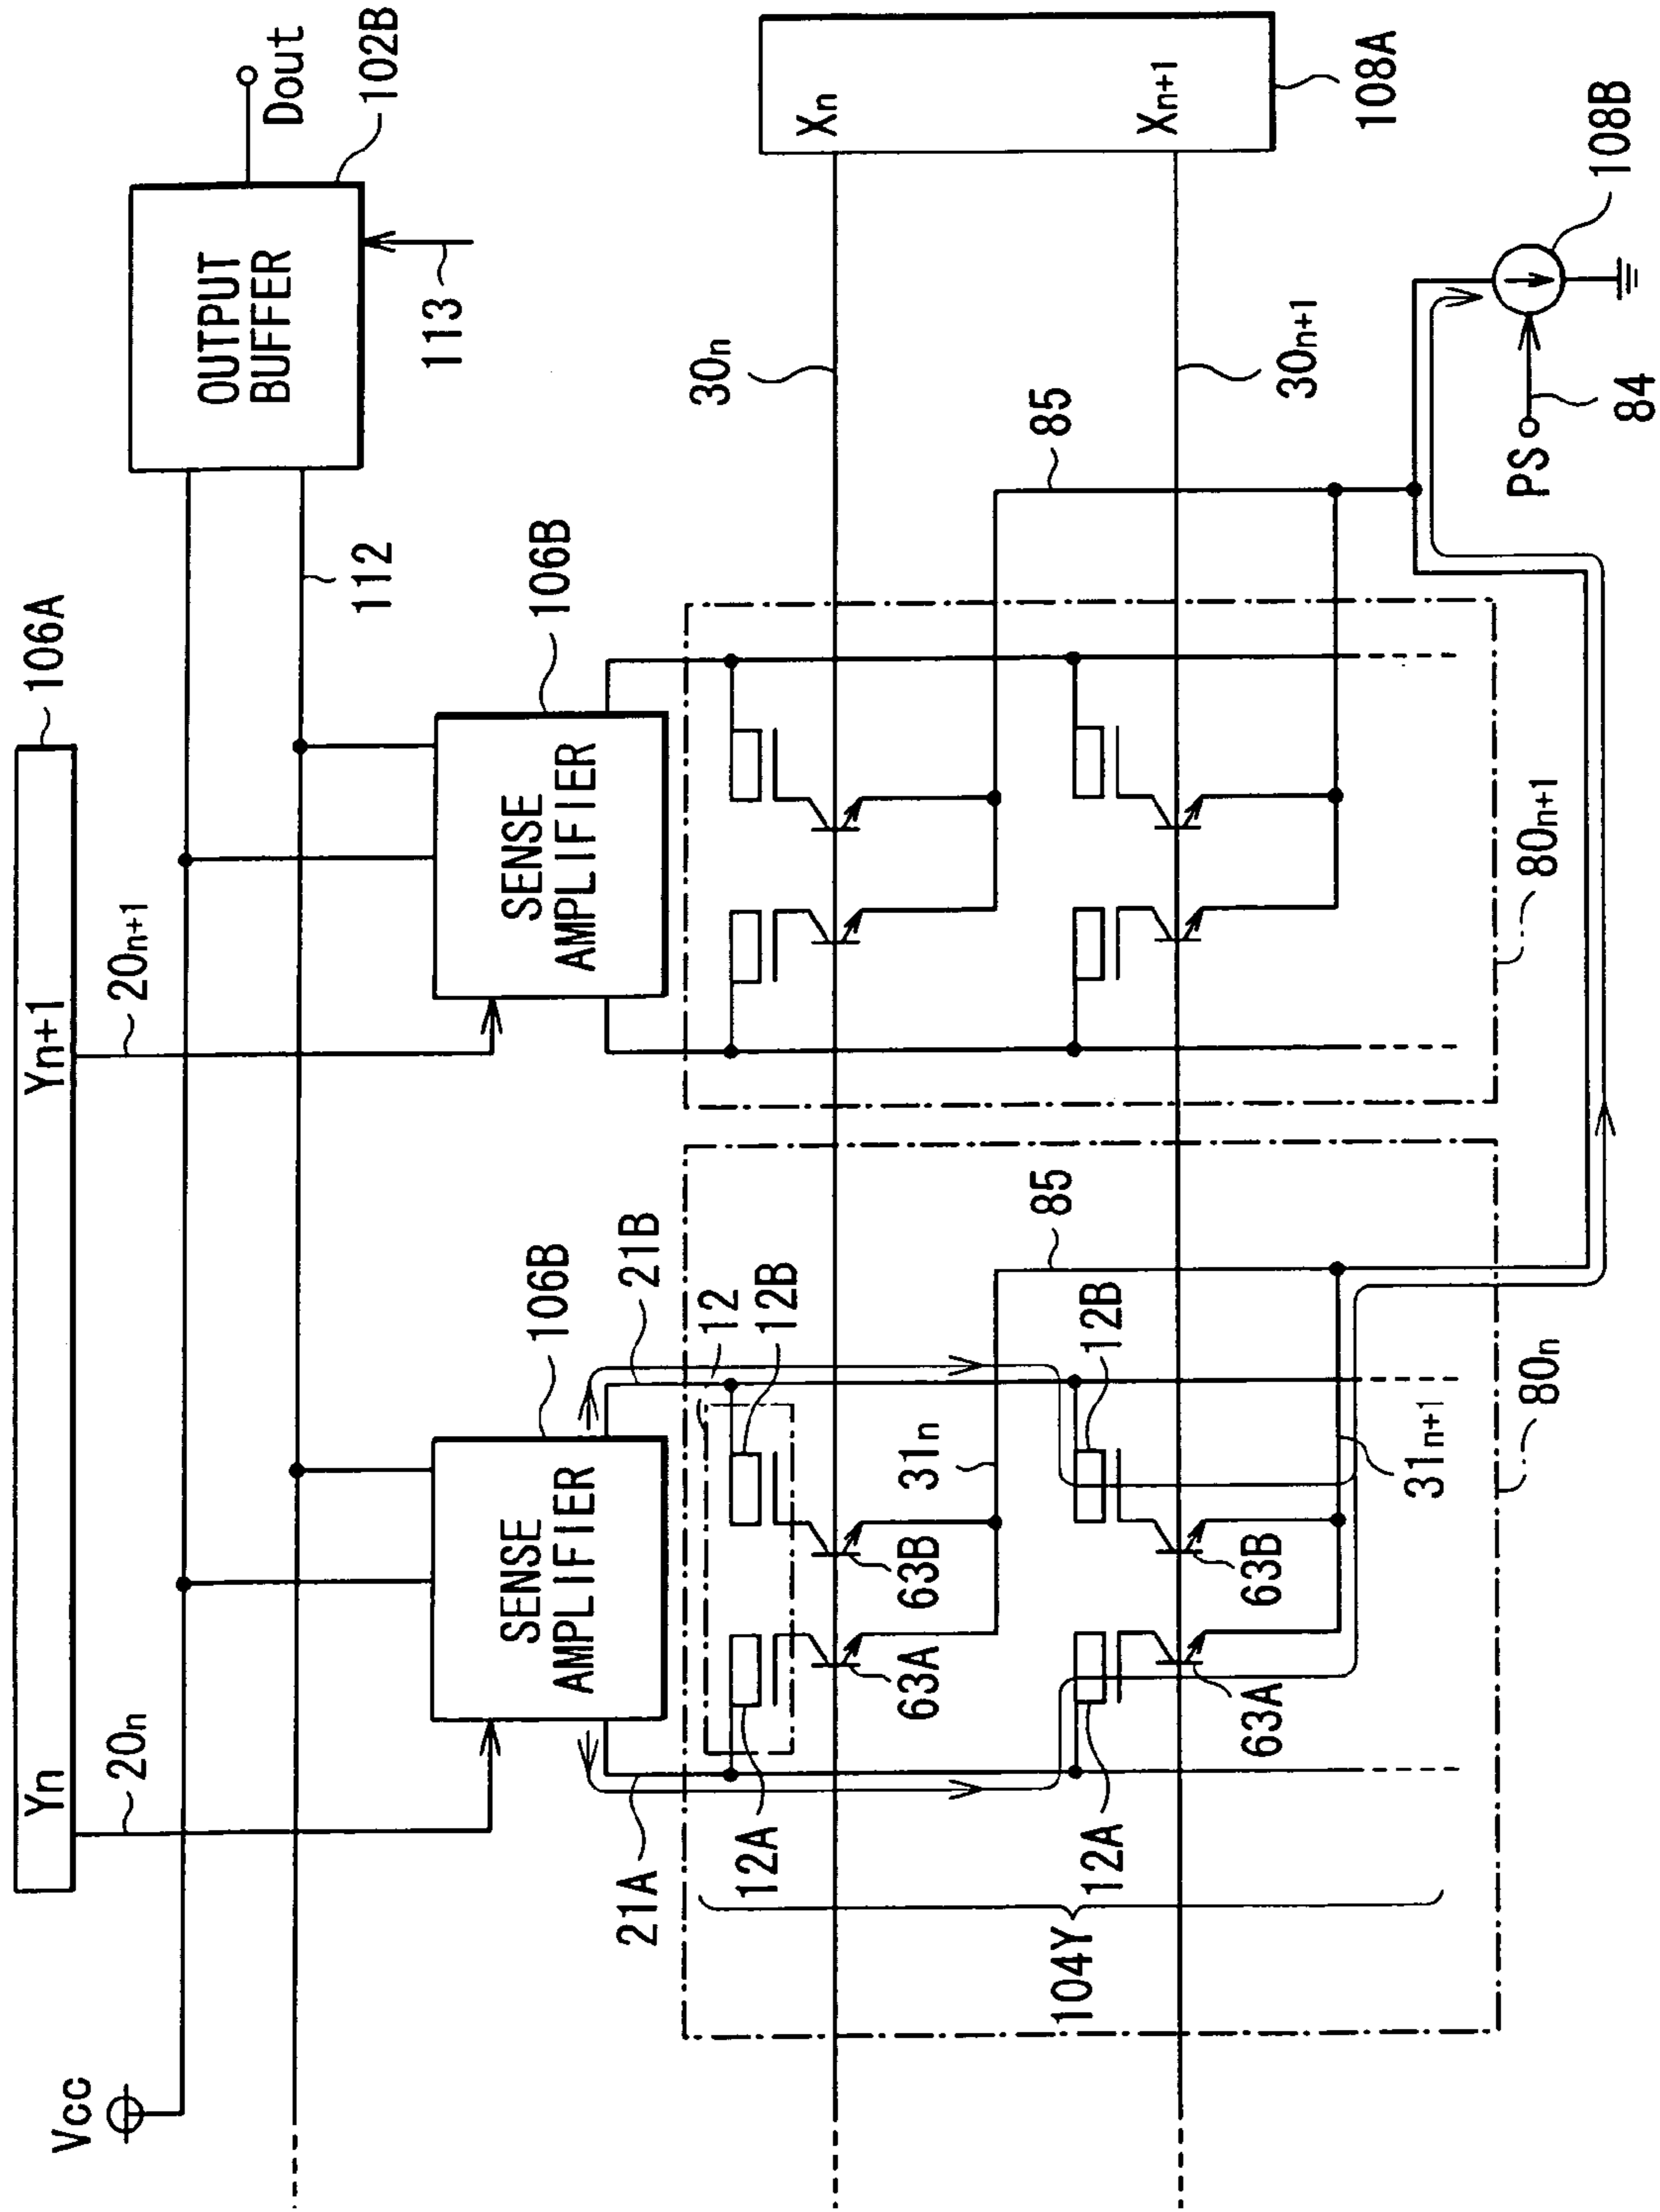 106A
Yn
Yn+1
20n
20n+1
Vcc
OUTPUT
BUFFER
102B
Dout
113
112
106B
SENSE
AMPLIFIER
106B
SENSE
AMPLIFIER
21A
21B
12
12A
12B
63A
63B
31n
85
12A
12B
63A
63B
31n+1
104Y
80n
80n+1
85
30n
30n+1
Xn
Xn+1
108A
108B
PS
84